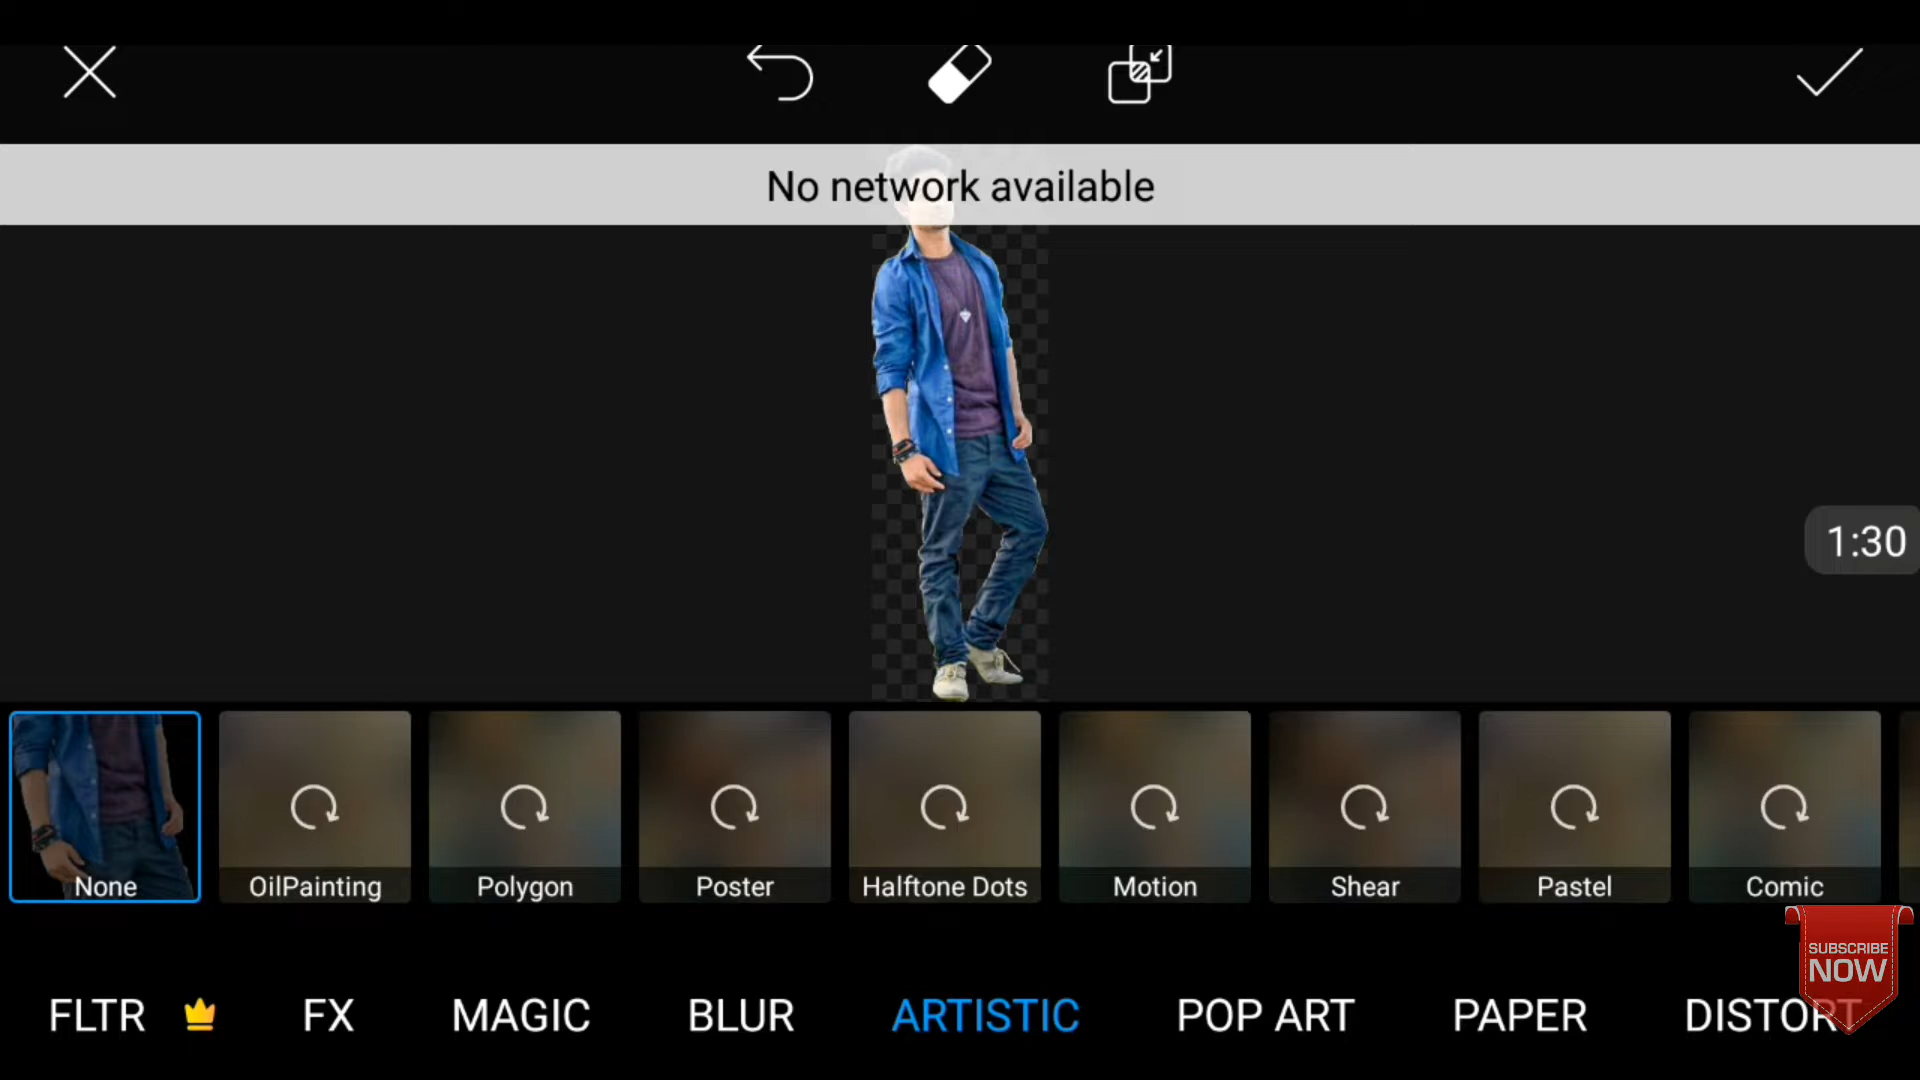 No network available
1:30
None
OilPainting
Polygon
Poster
Halftone Dots
Motion
Shear
Pastel
Comic
SUBSCRIBE
NOW
FLTR
FX
MAGIC
BLUR
ARTISTIC
POP ART
PAPER
DISTORT